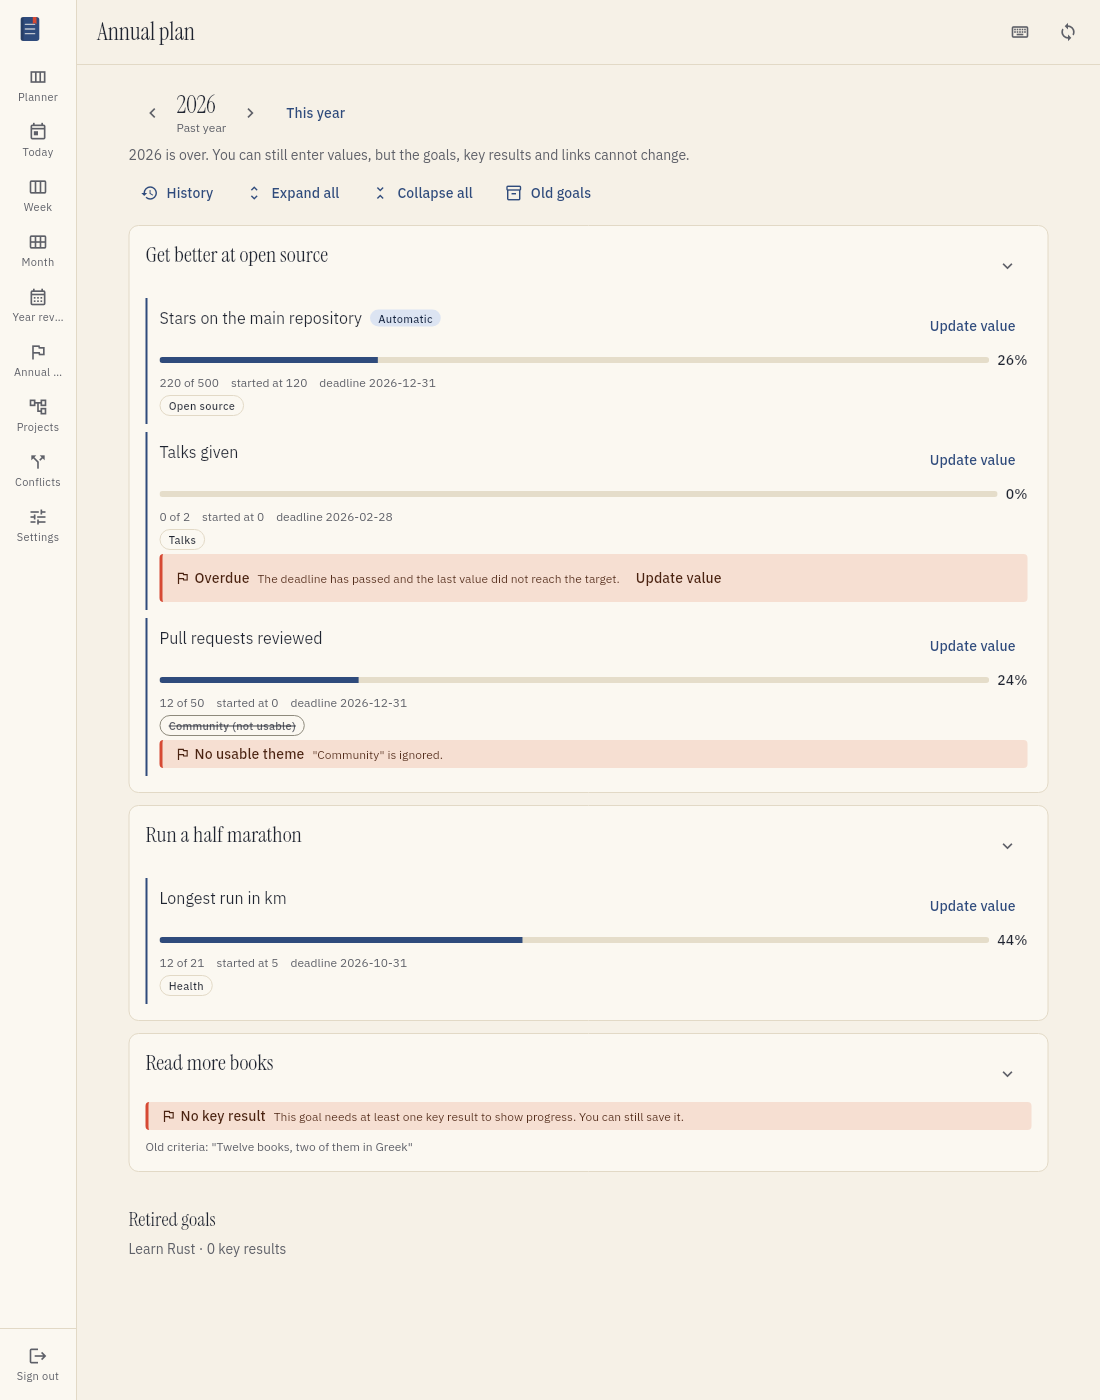 Annual plan
Planner
Today
Week
Month
Year rev...
Annual ...
Projects
Conflicts
Settings
Sign out
2026
Past year
This year
2026 is over. You can still enter values, but the goals, key results and links cannot change.
History Expand all Collapse all Old goals
Get better at open source
Stars on the main repository Automatic
Update value
26%
220 of 500 started at 120 deadline 2026-12-31
Open source
Talks given
Update value
0%
0 of 2 started at 0 deadline 2026-02-28
Talks
Overdue The deadline has passed and the last value did not reach the target. Update value
Pull requests reviewed
Update value
24%
12 of 50 started at 0 deadline 2026-12-31
Community (not usable)
No usable theme "Community" is ignored.
Run a half marathon
Longest run in km
Update value
44%
12 of 21 started at 5 deadline 2026-10-31
Health
Read more books
No key result This goal needs at least one key result to show progress. You can still save it.
Old criteria: "Twelve books, two of them in Greek"
Retired goals
Learn Rust · 0 key results